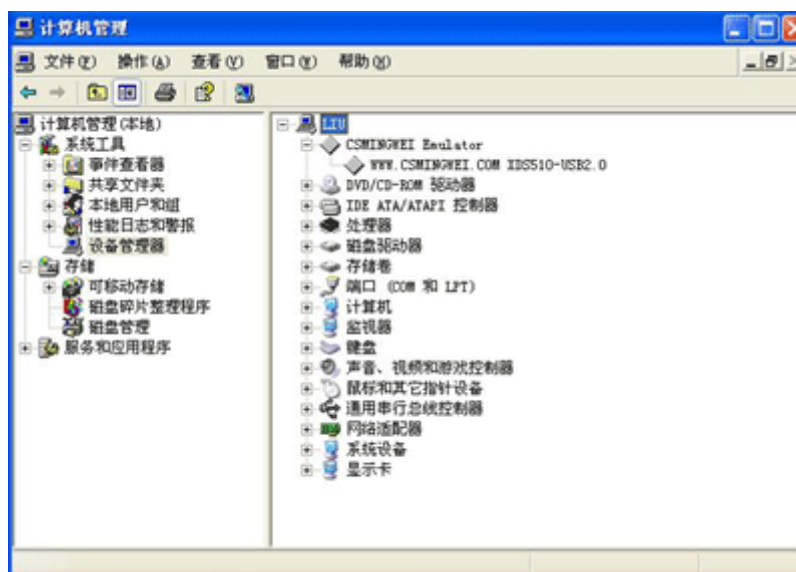 计算机管理
文件(F) 操作(A) 查看(V) 窗口(W) 帮助(H)
计算机管理(本地)
系统工具
事件查看器
共享文件夹
本地用户和组
性能日志和警报
设备管理器
存储
可移动存储
磁盘碎片整理程序
磁盘管理
服务和应用程序
LIU
CSMINGWEI Emulator
WWW.CSMINGWEI.COM XDS510-USB2.0
DVD/CD-ROM 驱动器
IDE ATA/ATAPI 控制器
处理器
磁盘驱动器
存储卷
端口 (COM 和 LPT)
计算机
监视器
键盘
声音、视频和游戏控制器
鼠标和其它指针设备
通用串行总线控制器
网络适配器
系统设备
显示卡